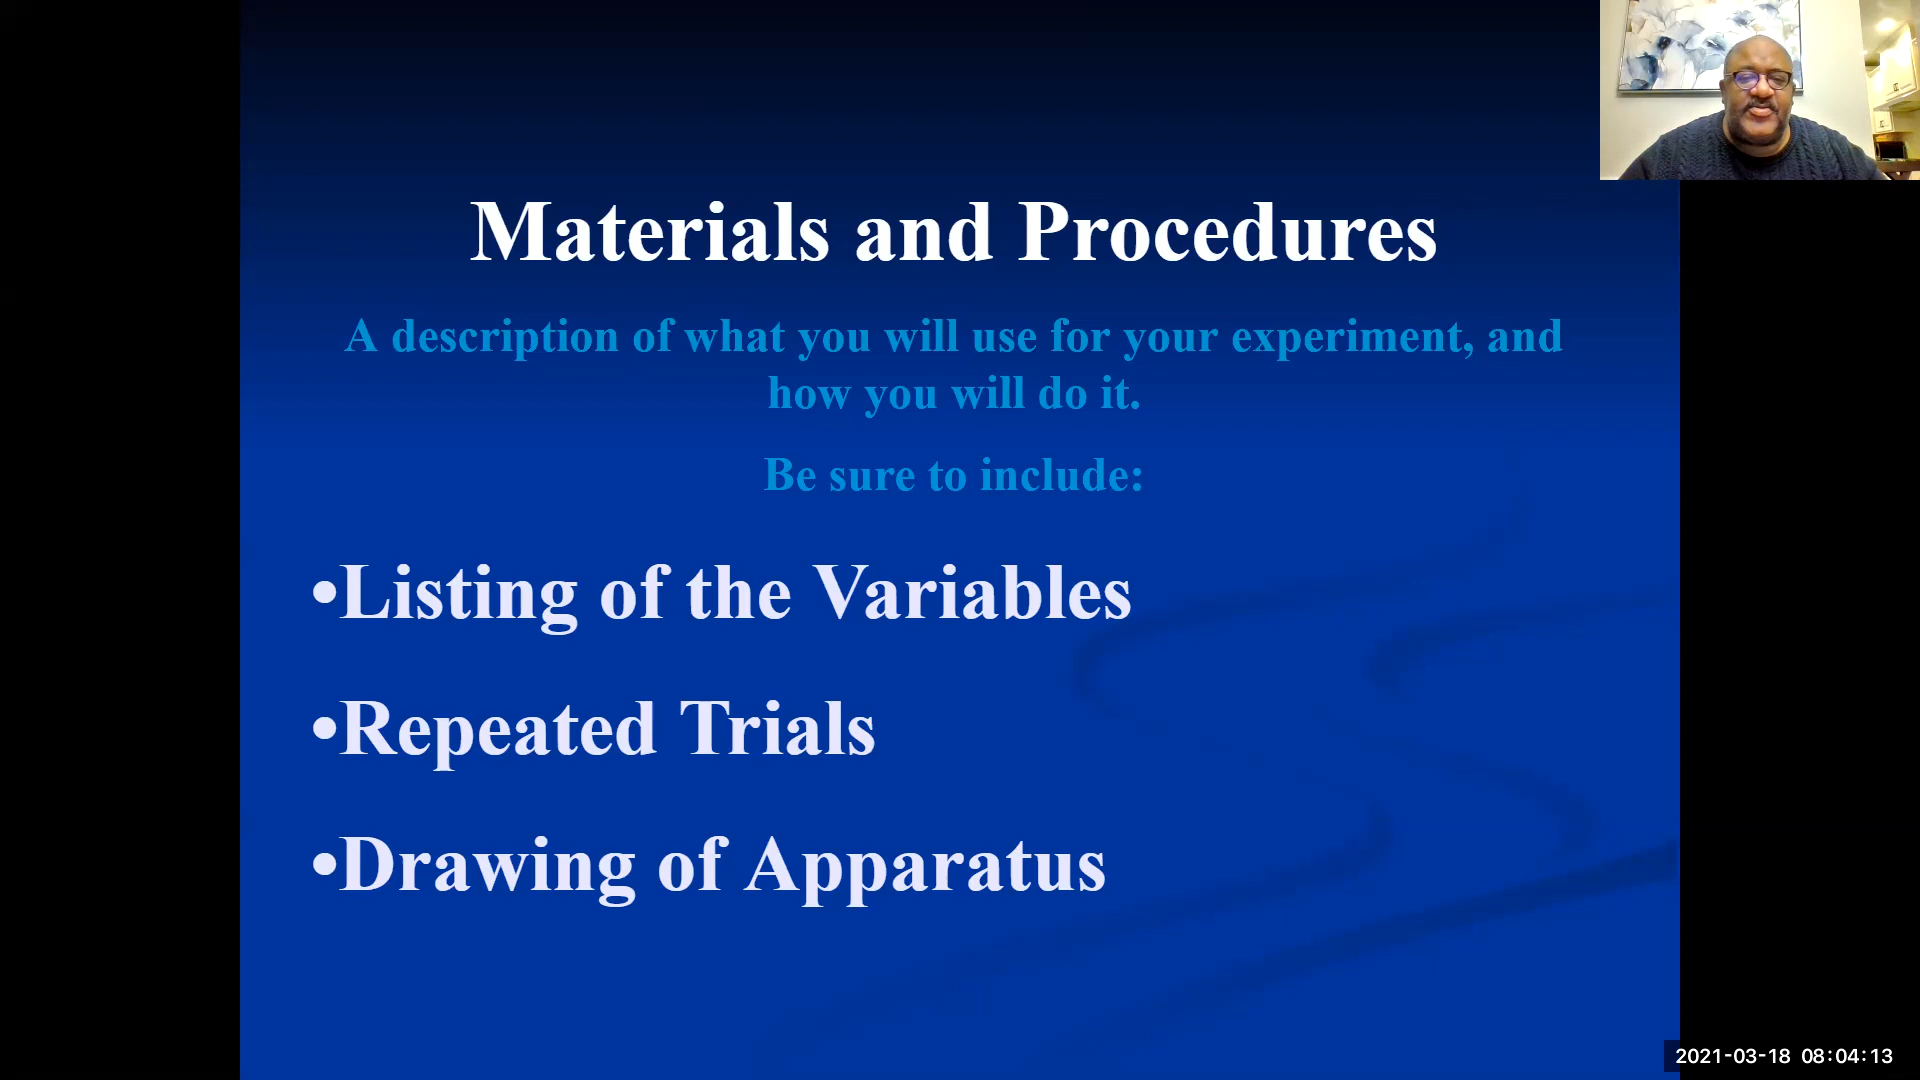 Materials and Procedures
A description of what you will use for your experiment, and
how you will do it.
Be sure to include:
•Listing of the Variables
•Repeated Trials
•Drawing of Apparatus
2021-03-18 08:04:13